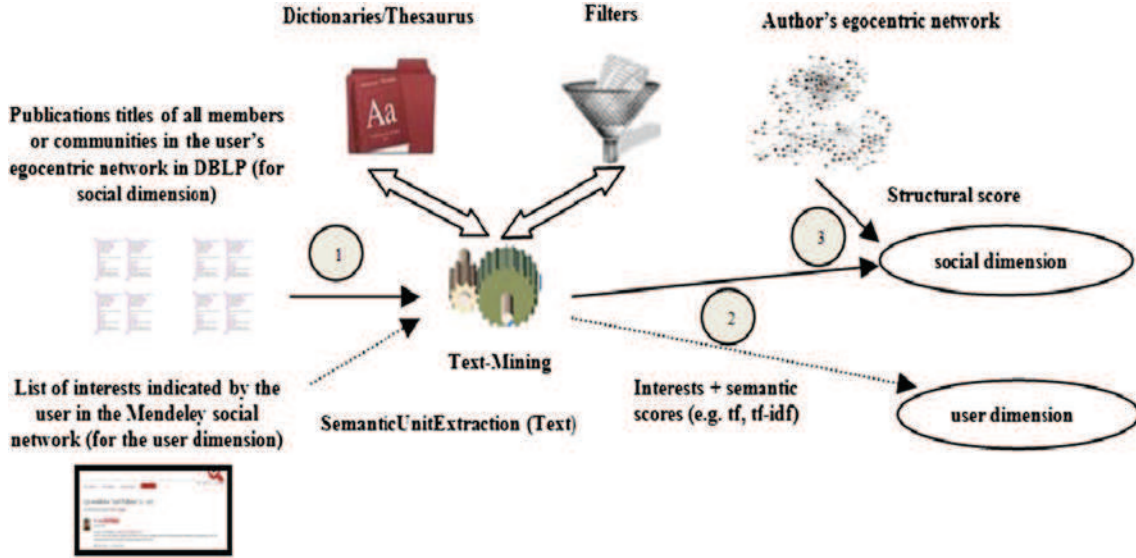 Dictionaries/Thesaurus
Filters
Author's egocentric network
Aa
Publications titles of all members
or communities in the user's
egocentric network in DBLP (for
social dimension)
Structural score
1
3
social dimension
2
Text-Mining
List of interests indicated by the
user in the Mendeley social
network (for the user dimension)
Interests + semantic
scores (e.g. tf, tf-idf)
SemanticUnitExtraction (Text)
user dimension